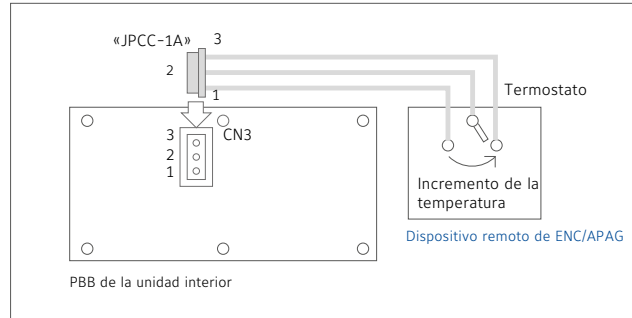 «JPCC-1A»
3
2
1
Termostato
3
CN3
2
1
Incremento de la
temperatura
Dispositivo remoto de ENC/APAG
PBB de la unidad interior